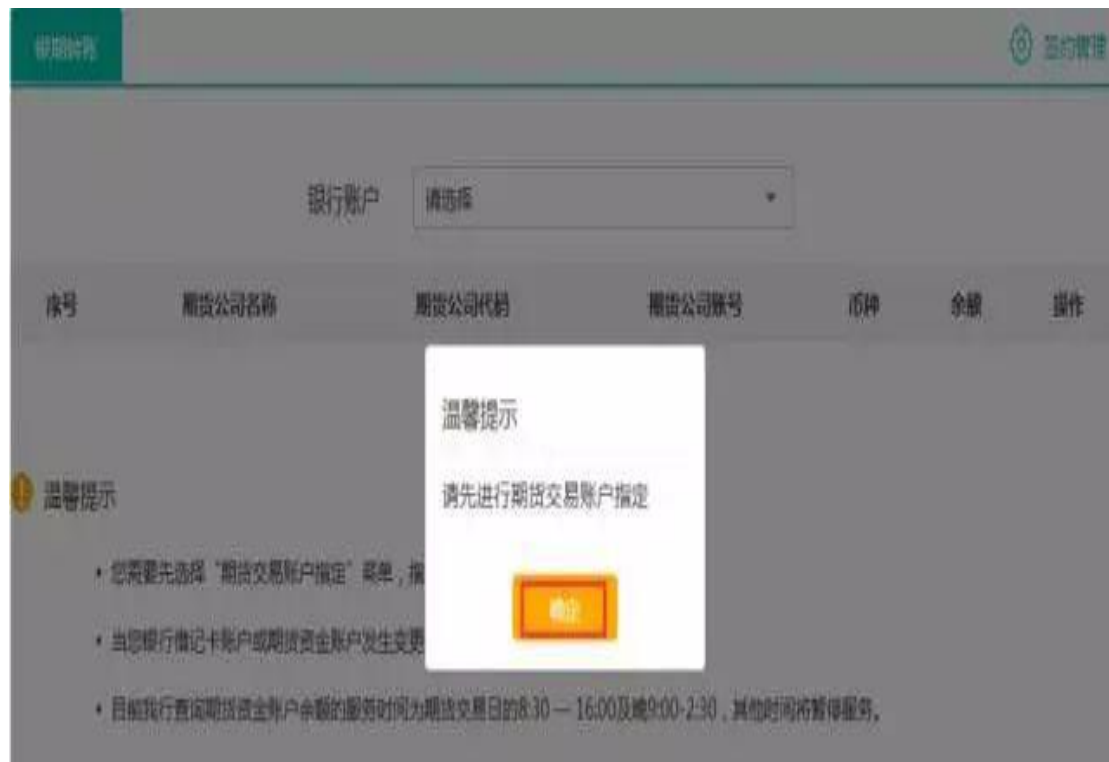 银期转账
签约管理
银行账户 请选择
序号 期货公司名称 期货公司代码 期货公司账号 币种 余额 操作
温馨提示
请先进行期货交易账户指定
确定
温馨提示
• 您需要先选择“期货交易账户指定”菜单，指
• 当您银行借记卡账户或期货资金账户发生变更
• 目前我行查询期货资金账户余额的服务时间为期货交易日的8:30 — 16:00及晚9:00-2:30，其他时间将暂停服务。